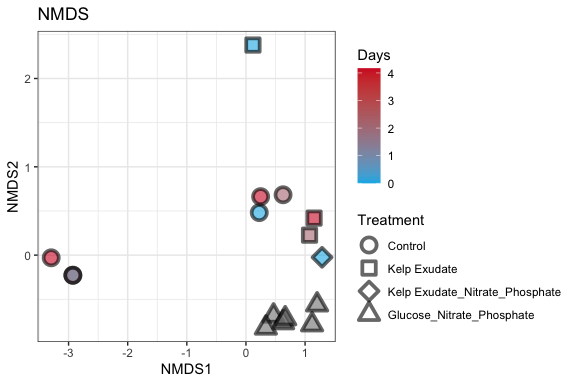 NMDS
NMDS2
2
1
0
-3
-2
-1
0
1
NMDS1
Days
4
3
2
1
0
Treatment
Control
Kelp Exudate
Kelp Exudate_Nitrate_Phosphate
Glucose_Nitrate_Phosphate